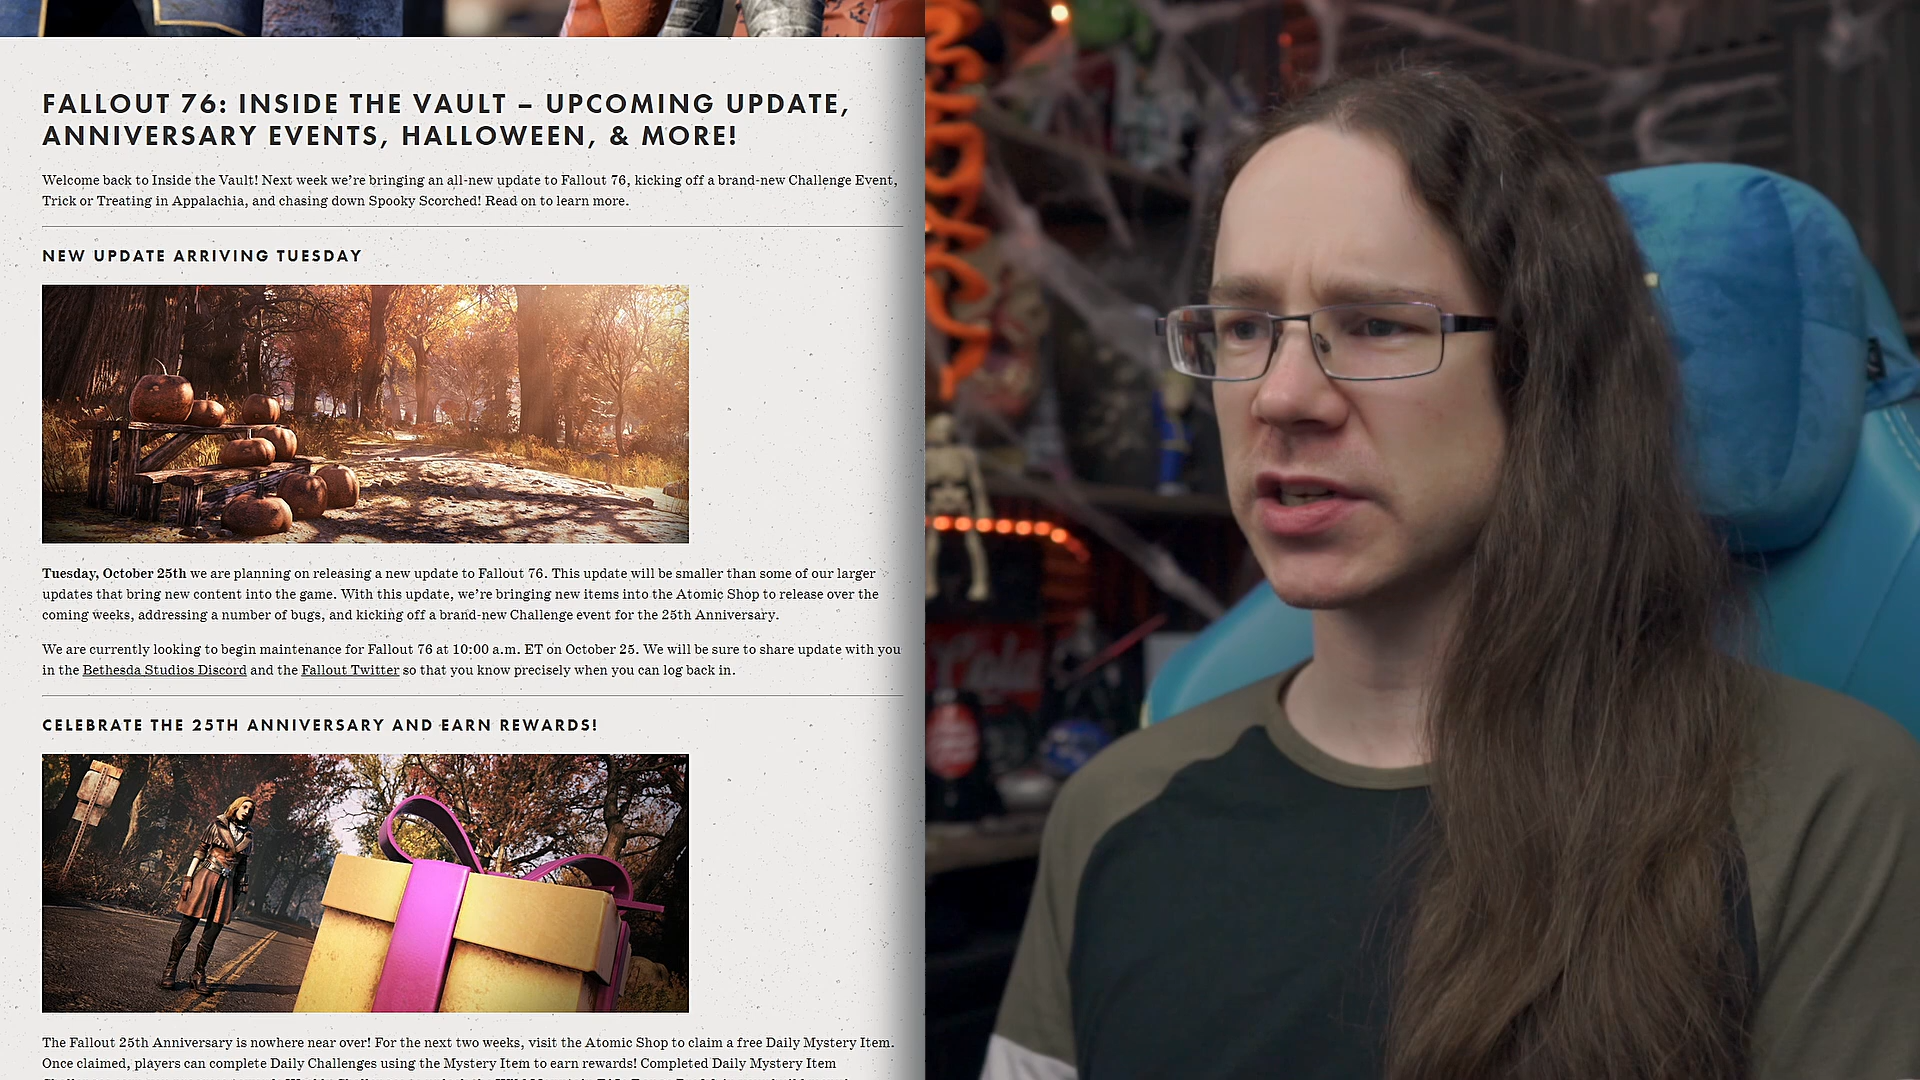 FALLOUT 76: INSIDE THE VAULT – UPCOMING UPDATE,
ANNIVERSARY EVENTS, HALLOWEEN, & MORE!
Welcome back to Inside the Vault! Next week we’re bringing an all-new update to Fallout 76, kicking off a brand-new Challenge Event,
Trick or Treating in Appalachia, and chasing down Spooky Scorched! Read on to learn more.
NEW UPDATE ARRIVING TUESDAY
Tuesday, October 25th we are planning on releasing a new update to Fallout 76. This update will be smaller than some of our larger
updates that bring new content into the game. With this update, we’re bringing new items into the Atomic Shop to release over the
coming weeks, addressing a number of bugs, and kicking off a brand-new Challenge event for the 25th Anniversary.
We are currently looking to begin maintenance for Fallout 76 at 10:00 a.m. ET on October 25. We will be sure to share update with you
in the Bethesda Studios Discord and the Fallout Twitter so that you know precisely when you can log back in.
CELEBRATE THE 25TH ANNIVERSARY AND EARN REWARDS!
The Fallout 25th Anniversary is nowhere near over! For the next two weeks, visit the Atomic Shop to claim a free Daily Mystery Item.
Once claimed, players can complete Daily Challenges using the Mystery Item to earn rewards! Completed Daily Mystery Item
Cola